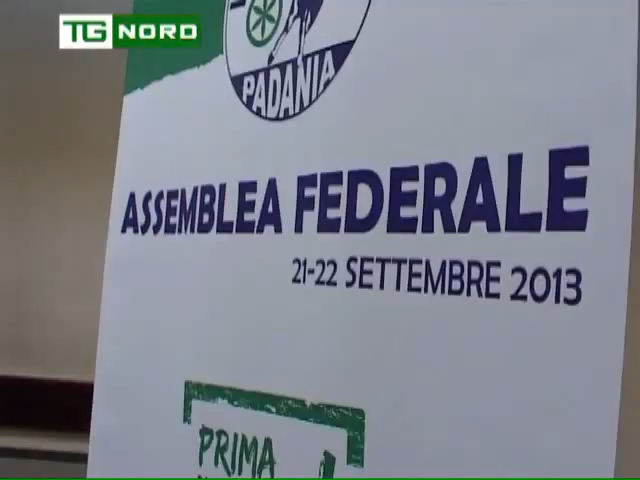 TG NORD
PADANIA
ASSEMBLEA FEDERALE
21-22 SETTEMBRE 2013
PRIMA